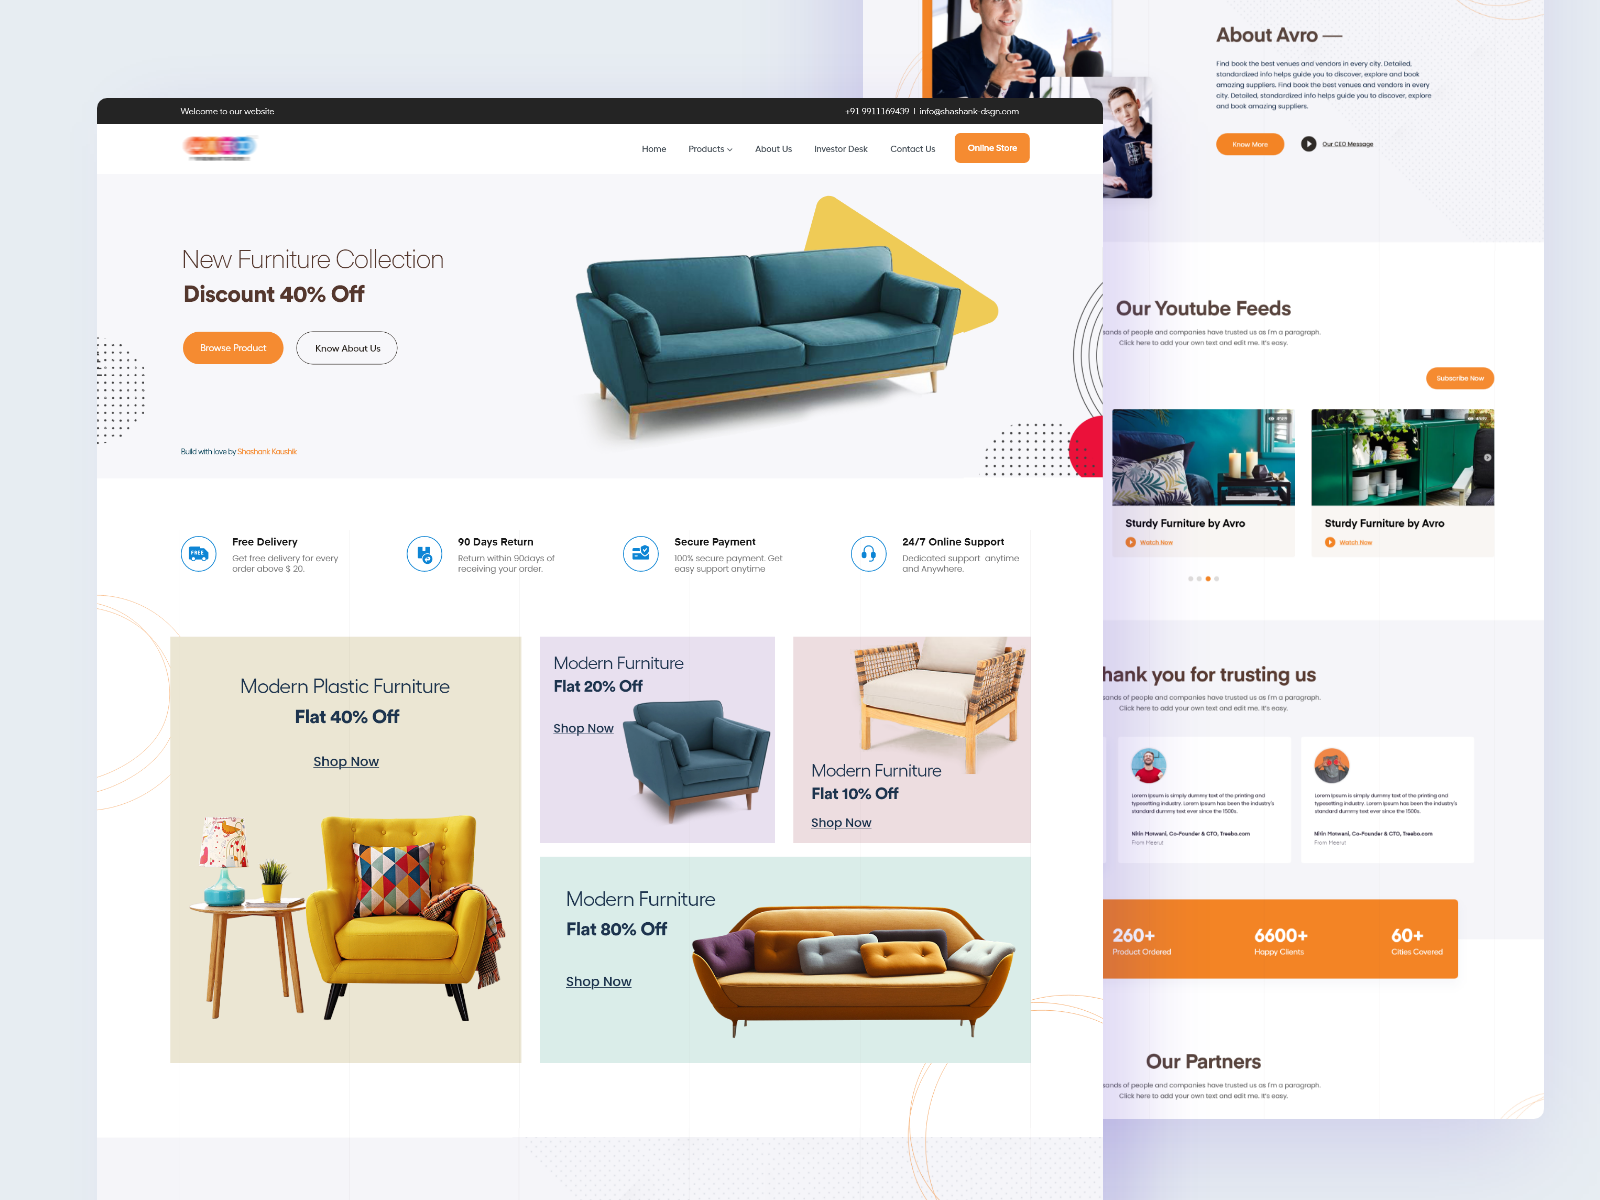 Welcome to our website
+91 9911169439 | info@shashank-dsgn.com
Home
Products
About Us
Investor Desk
Contact Us
Online Store
New Furniture Collection
Discount 40% Off
Browse Product
Know About Us
Build with love by Shashank Kaushik
Free Delivery
Get free delivery for every
order above $ 20.
90 Days Return
Return within 90days of
receiving your order.
Secure Payment
100% secure payment. Get
easy support anytime
24/7 Online Support
Dedicated support anytime
and Anywhere.
FREE
Modern Plastic Furniture
Flat 40% Off
Shop Now
Modern Furniture
Flat 20% Off
Shop Now
Modern Furniture
Flat 10% Off
Shop Now
Modern Furniture
Flat 80% Off
Shop Now
About Avro —
Find book the best venues and vendors in every city. Detailed,
standardized info helps guide you to discover, explore and book
amazing suppliers. Find book the best venues and vendors in every
city. Detailed, standardized info helps guide you to discover, explore
and book amazing suppliers.
Know More
Our CEO Message
Our Youtube Feeds
sands of people and companies have trusted us as I'm a paragraph.
Click here to add your own text and edit me. It's easy.
Subscribe Now
Sturdy Furniture by Avro
Watch Now
Sturdy Furniture by Avro
Watch Now
hank you for trusting us
sands of people and companies have trusted us as I'm a paragraph.
Click here to add your own text and edit me. It's easy.
Lorem Ipsum is simply dummy text of the printing and
typesetting industry. Lorem Ipsum has been the industry's
standard dummy text ever since the 1500s.
Nitin Motwani, Co-Founder & CTO, Treebo.com
From Meerut
Lorem Ipsum is simply dummy text of the printing and
typesetting industry. Lorem Ipsum has been the industry's
standard dummy text ever since the 1500s.
Nitin Motwani, Co-Founder & CTO, Treebo.com
From Meerut
260+
Product Ordered
6600+
Happy Clients
60+
Cities Covered
Our Partners
sands of people and companies have trusted us as I'm a paragraph.
Click here to add your own text and edit me. It's easy.